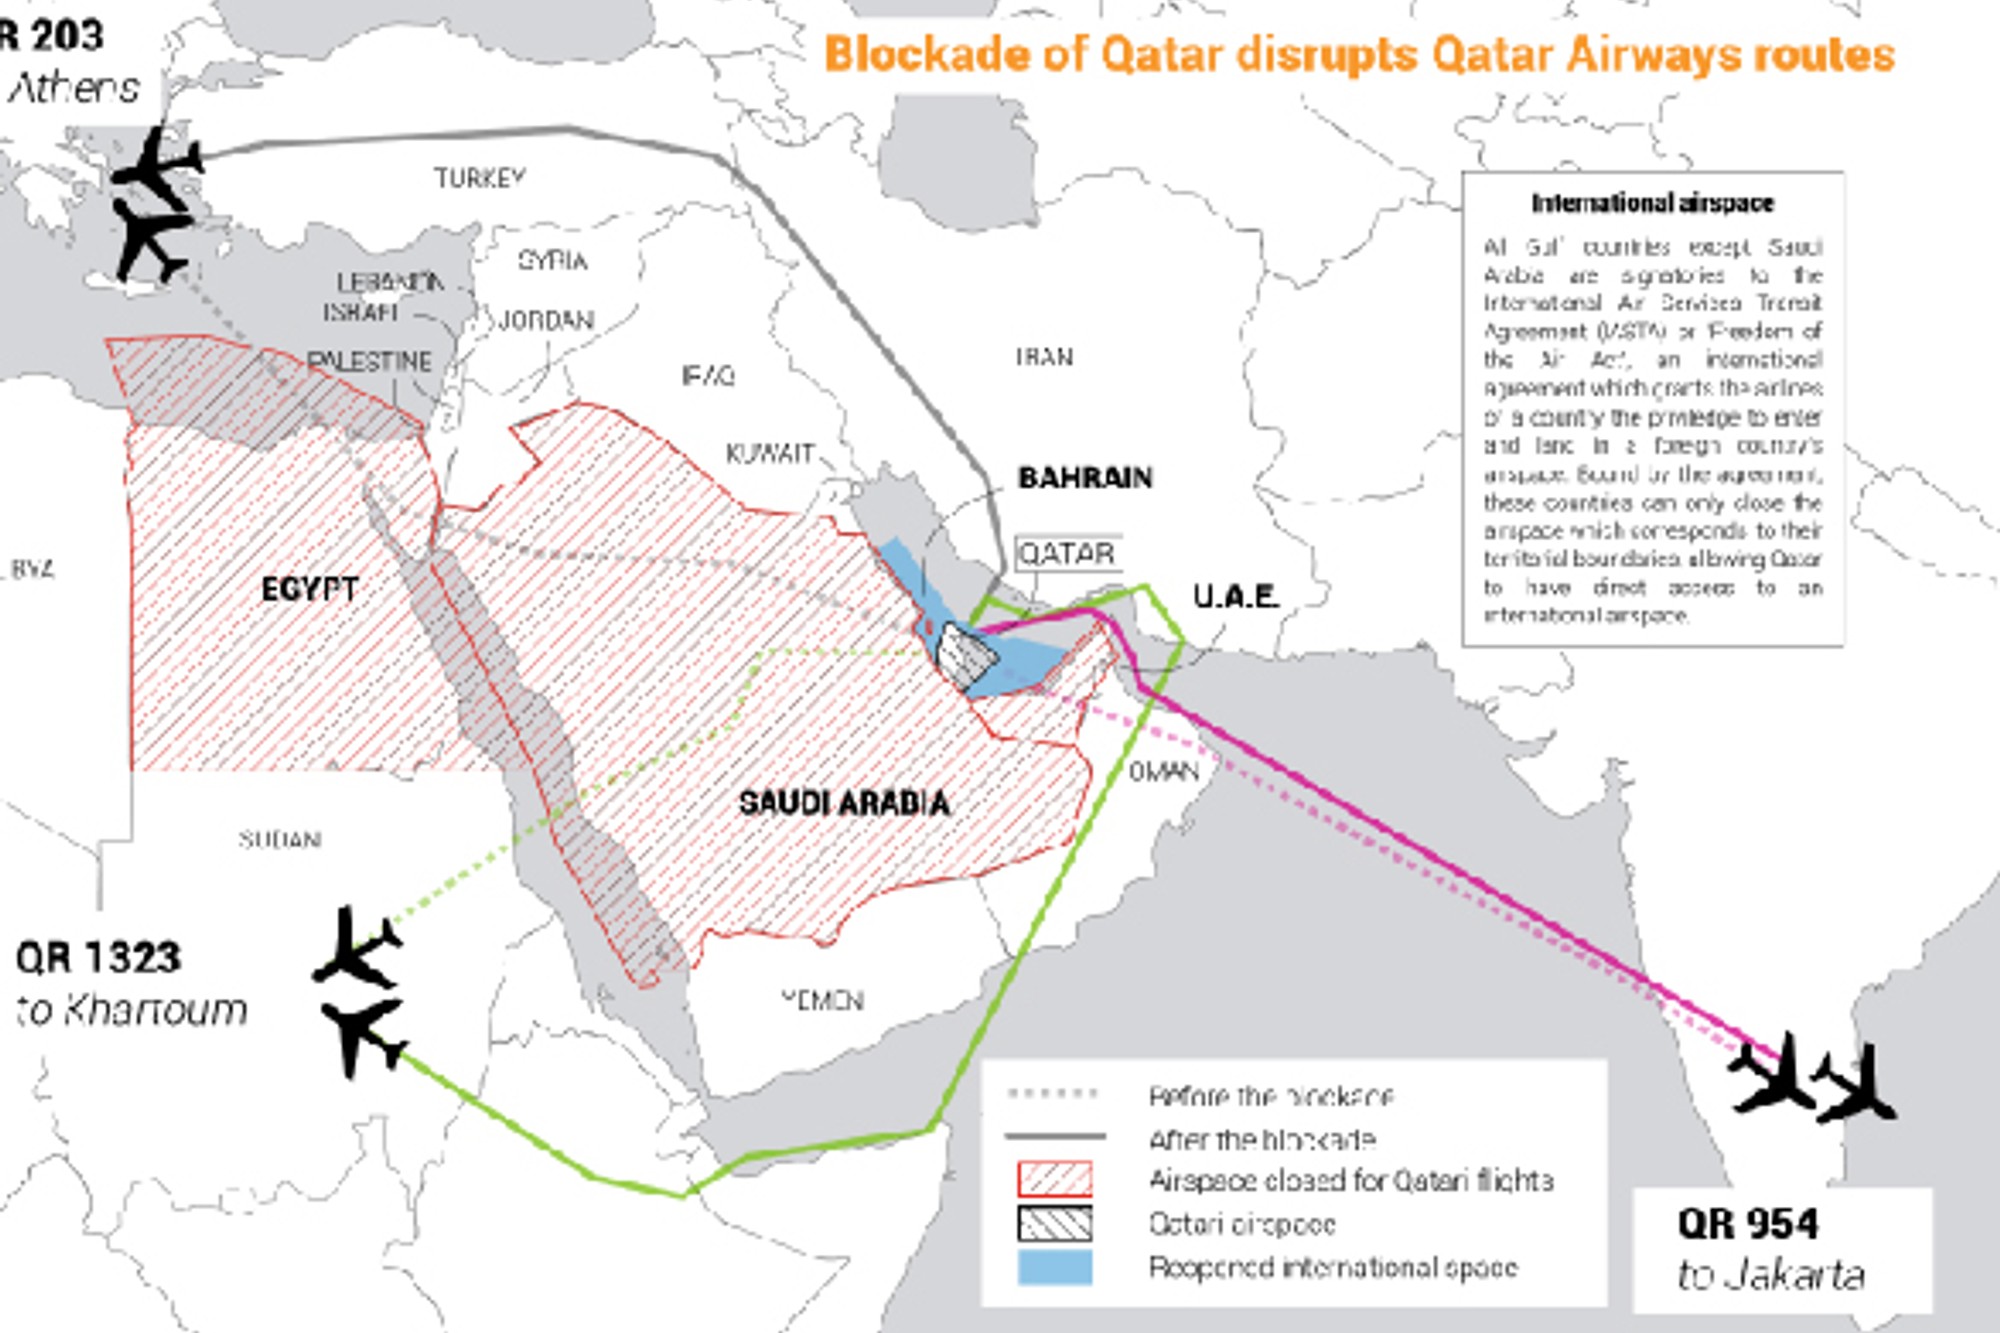 R 203
Athens
Blockade of Qatar disrupts Qatar Airways routes
TURKEY
SYRIA
LEBANON
ISRAEL
JORDAN
PALESTINE
IRAQ
IRAN
KUWAIT
BAHRAIN
QATAR
U.A.E.
BYA
EGYPT
SAUDI ARABIA
OMAN
SUDAN
YEMEN
International airspace
All Gulf countries except Saudi
Arabia are signatories to the
International Air Services Transit
Agreement (IASTA) or 'Freedom of
the Air Act', an international
agreement which grants the airlines
of a country the priviledge to enter
and land in a foreign country's
airspace. Bound by the agreement,
these countries can only close the
airspace which corresponds to their
territorial boundaries allowing Qatar
to have direct access to an
international airspace.
QR 1323
to Khartoum
Before the blockade
After the blockade
Airspace closed for Qatari flights
Qatari airspace
Reopened international space
QR 954
to Jakarta